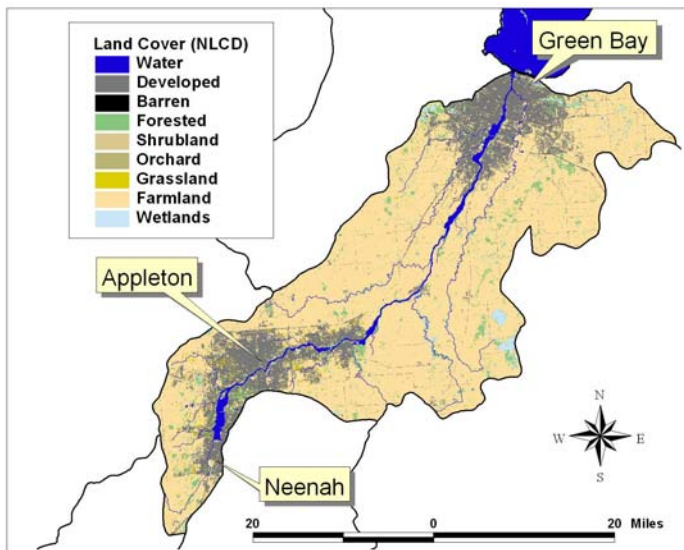 Land Cover (NLCD)
Water
Developed
Barren
Forested
Shrubland
Orchard
Grassland
Farmland
Wetlands
Green Bay
Appleton
Neenah
N
W E
S
20 0 20 Miles